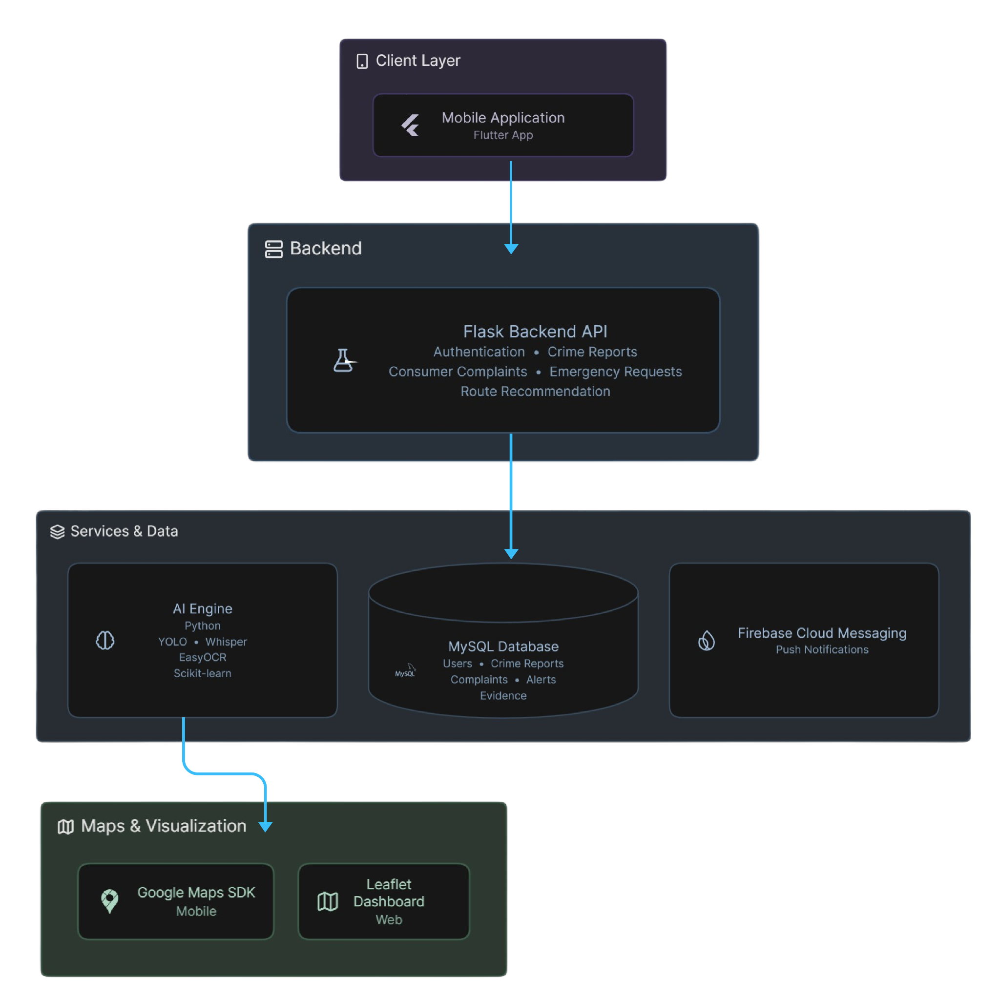 Client Layer
Mobile Application
Flutter App
Backend
Flask Backend API
Authentication • Crime Reports
Consumer Complaints • Emergency Requests
Route Recommendation
Services & Data
AI Engine
Python
YOLO • Whisper
EasyOCR
Scikit-learn
MySQL
MySQL Database
Users • Crime Reports
Complaints • Alerts
Evidence
Firebase Cloud Messaging
Push Notifications
Maps & Visualization
Google Maps SDK
Mobile
Leaflet
Dashboard
Web